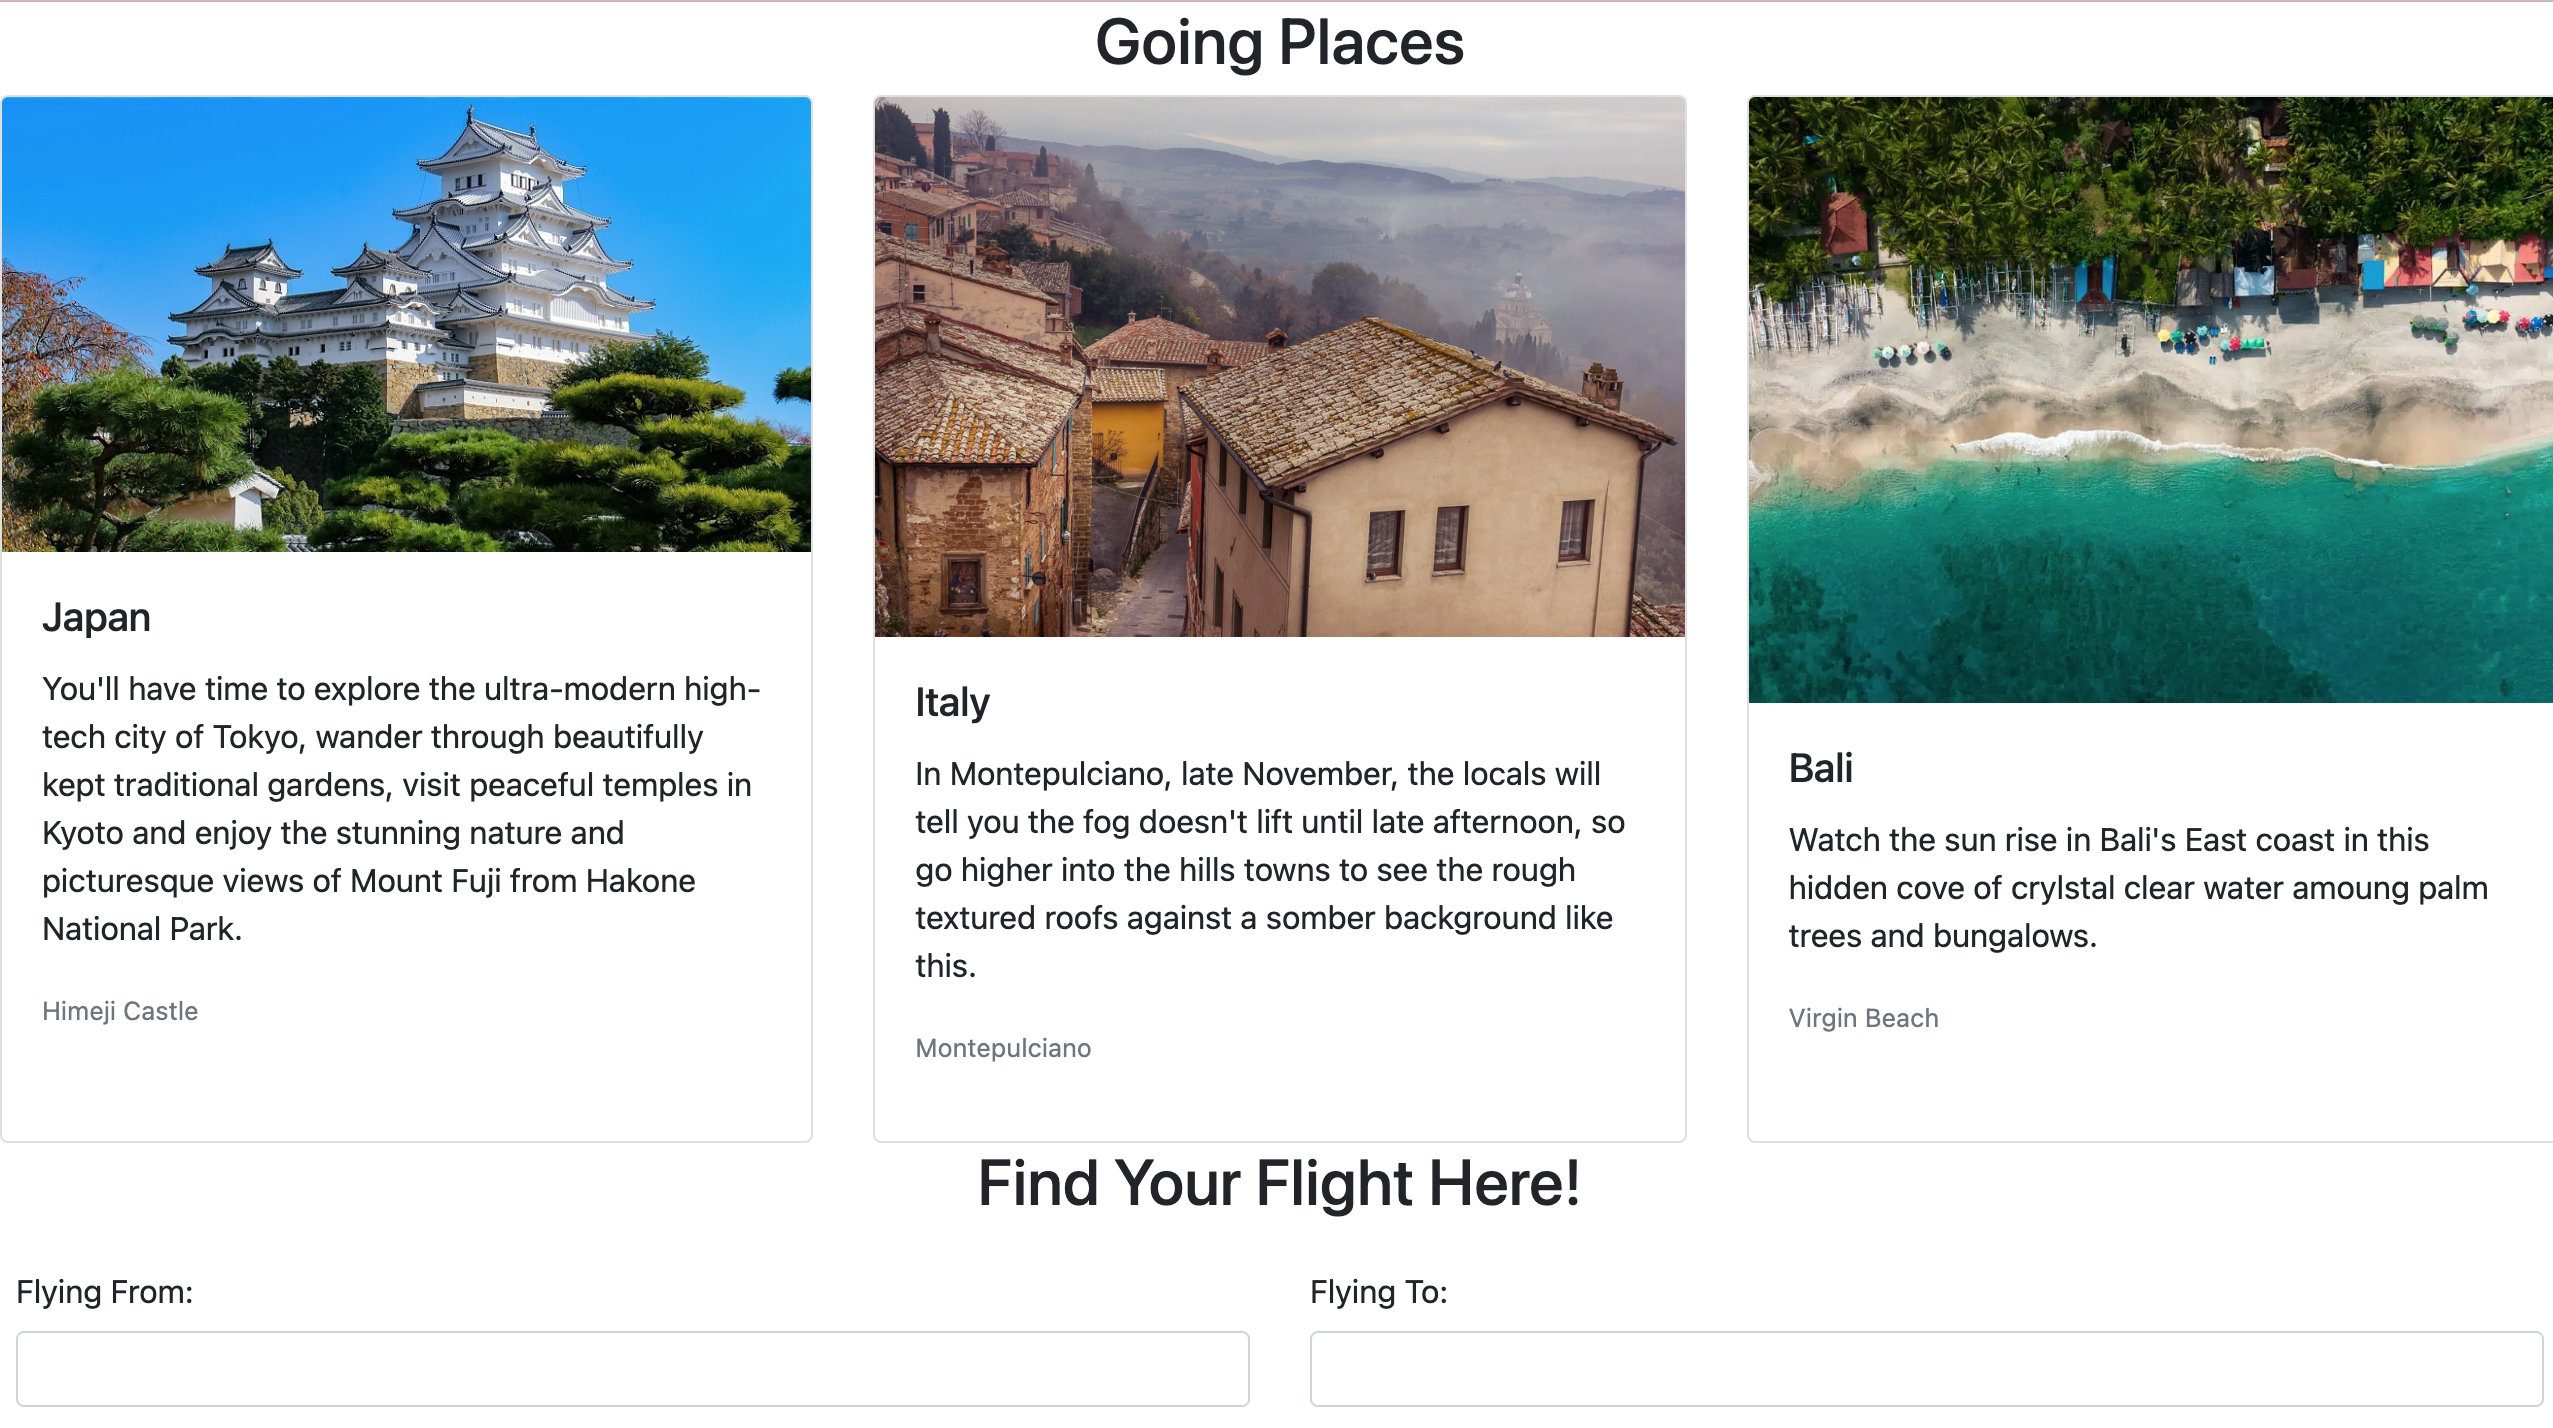 Going Places
Japan
You'll have time to explore the ultra-modern high-
tech city of Tokyo, wander through beautifully
kept traditional gardens, visit peaceful temples in
Kyoto and enjoy the stunning nature and
picturesque views of Mount Fuji from Hakone
National Park.
Himeji Castle
Italy
In Montepulciano, late November, the locals will
tell you the fog doesn't lift until late afternoon, so
go higher into the hills towns to see the rough
textured roofs against a somber background like
this.
Montepulciano
Bali
Watch the sun rise in Bali's East coast in this
hidden cove of crylstal clear water amoung palm
trees and bungalows.
Virgin Beach
Find Your Flight Here!
Flying From:
Flying To: